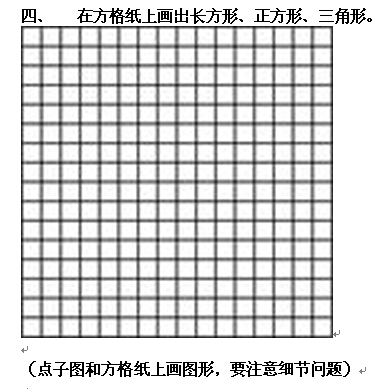 四、 在方格纸上画出长方形、正方形、三角形。
（点子图和方格纸上画图形，要注意细节问题）